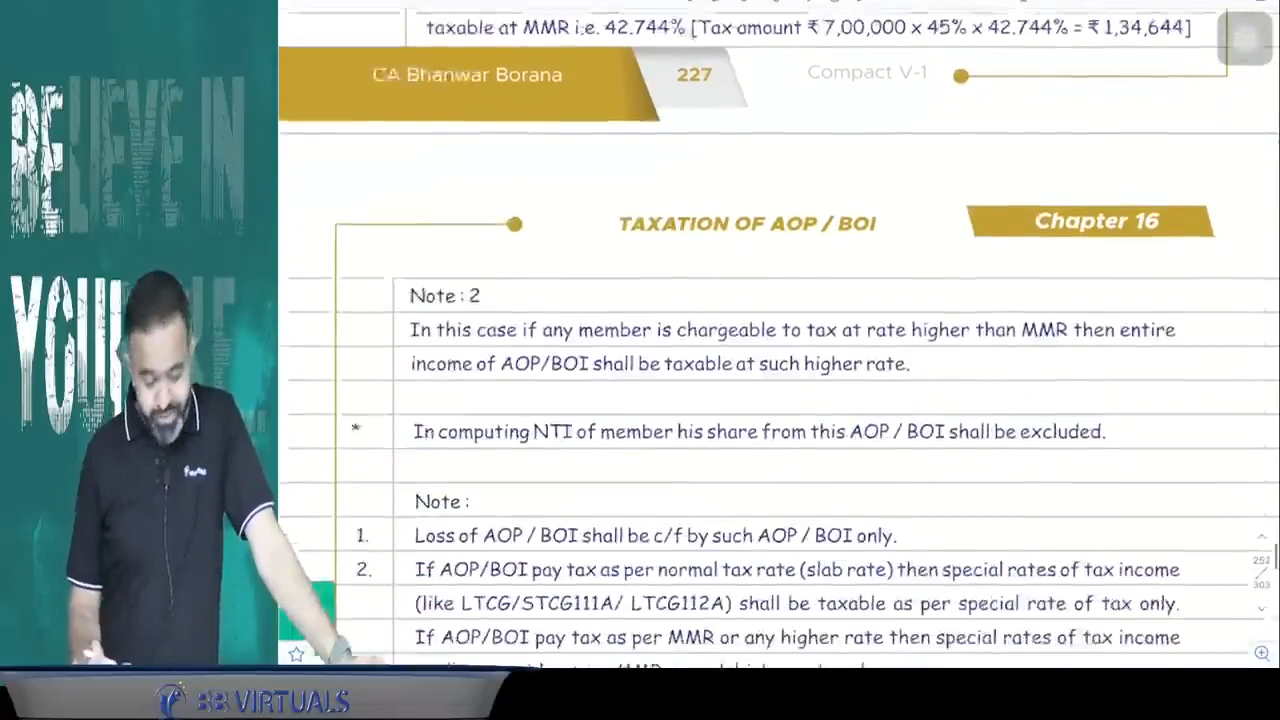 taxable at MMR i.e. 42.744% [Tax amount ₹ 7,00,000 x 45% x 42.744% = ₹ 1,34,644]
CA Bhanwar Borana
227
Compact V-1
BELIEVE IN
TAXATION OF AOP / BOI
Chapter 16
Note : 2
In this case if any member is chargeable to tax at rate higher than MMR then entire
income of AOP/BOI shall be taxable at such higher rate.
* In computing NTI of member his share from this AOP / BOI shall be excluded.
Note :
1. Loss of AOP / BOI shall be c/f by such AOP / BOI only.
2. If AOP/BOI pay tax as per normal tax rate (slab rate) then special rates of tax income
(like LTCG/STCG111A/ LTCG112A) shall be taxable as per special rate of tax only.
If AOP/BOI pay tax as per MMR or any higher rate then special rates of tax income
251
303
BB VIRTUALS